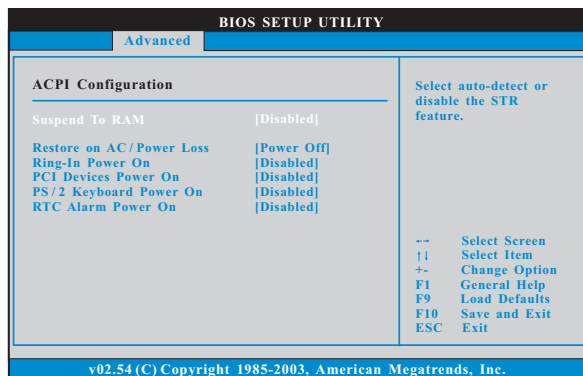 BIOS SETUP UTILITY
Advanced
ACPI Configuration
Suspend To RAM [Disabled]
Restore on AC / Power Loss [Power Off]
Ring-In Power On [Disabled]
PCI Devices Power On [Disabled]
PS / 2 Keyboard Power On [Disabled]
RTC Alarm Power On [Disabled]
Select auto-detect or
disable the STR
feature.
←→ Select Screen
↑↓ Select Item
+- Change Option
F1 General Help
F9 Load Defaults
F10 Save and Exit
ESC Exit
v02.54 (C) Copyright 1985-2003, American Megatrends, Inc.